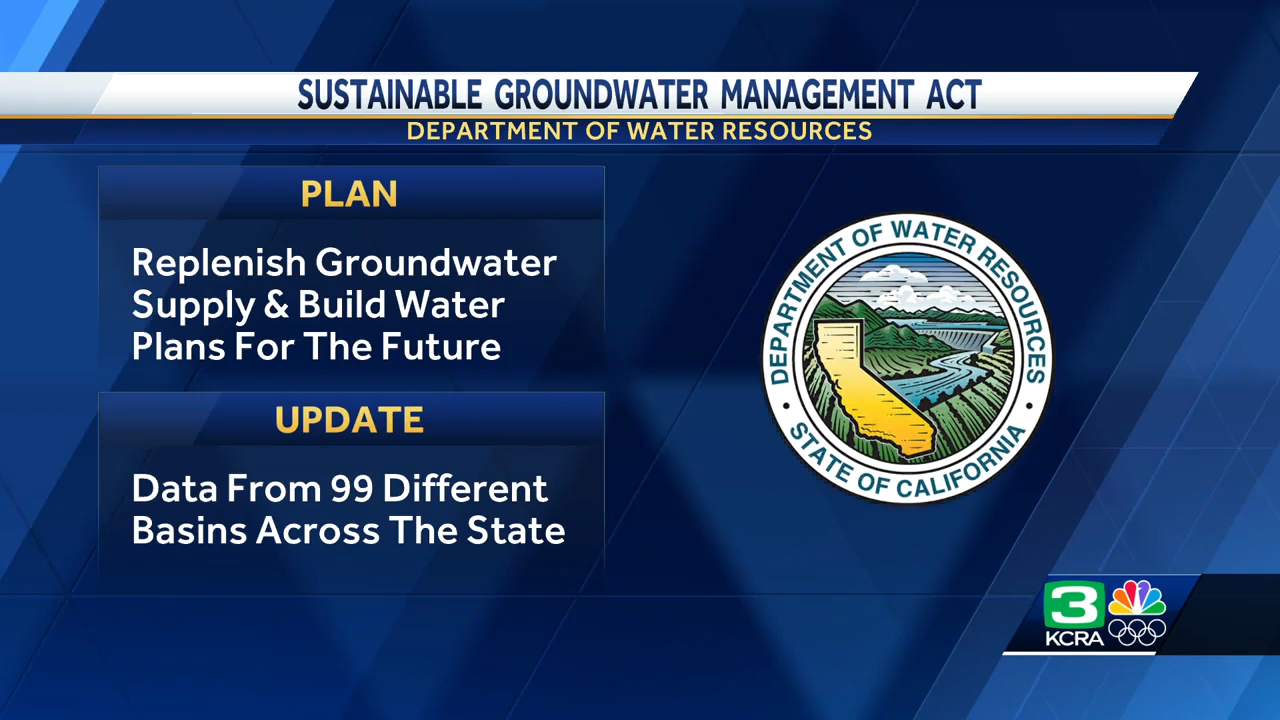 SUSTAINABLE GROUNDWATER MANAGEMENT ACT
DEPARTMENT OF WATER RESOURCES
PLAN
Replenish Groundwater
Supply & Build Water
Plans For The Future
UPDATE
Data From 99 Different
Basins Across The State
DEPARTMENT OF WATER RESOURCES
• STATE OF CALIFORNIA •
3
KCRA